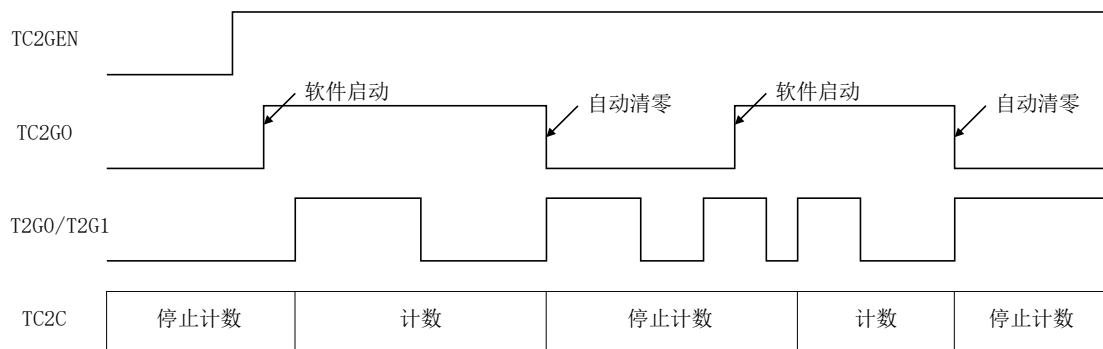 TC2GEN
软件启动
自动清零
软件启动
自动清零
TC2GO
T2G0/T2G1
TC2C
停止计数
计数
停止计数
计数
停止计数